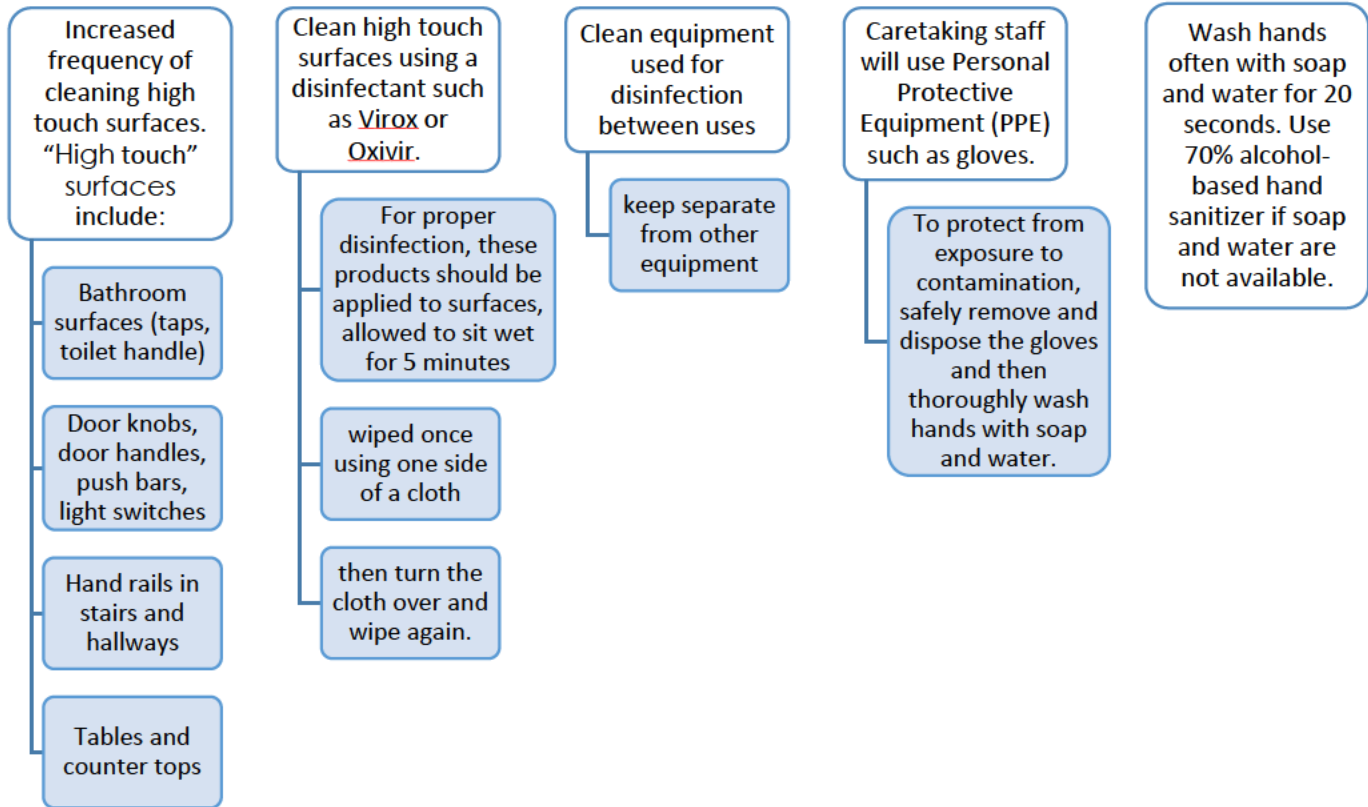 Increased
frequency of
cleaning high
touch surfaces.
“High touch”
surfaces
include:
Bathroom
surfaces (taps,
toilet handle)
Door knobs,
door handles,
push bars,
light switches
Hand rails in
stairs and
hallways
Tables and
counter tops
Clean high touch
surfaces using a
disinfectant such
as Virox or
Oxivir.
For proper
disinfection, these
products should be
applied to surfaces,
allowed to sit wet
for 5 minutes
wiped once
using one side
of a cloth
then turn the
cloth over and
wipe again.
Clean equipment
used for
disinfection
between uses
keep separate
from other
equipment
Caretaking staff
will use Personal
Protective
Equipment (PPE)
such as gloves.
To protect from
exposure to
contamination,
safely remove and
dispose the gloves
and then
thoroughly wash
hands with soap
and water.
Wash hands
often with soap
and water for 20
seconds. Use
70% alcohol-
based hand
sanitizer if soap
and water are
not available.